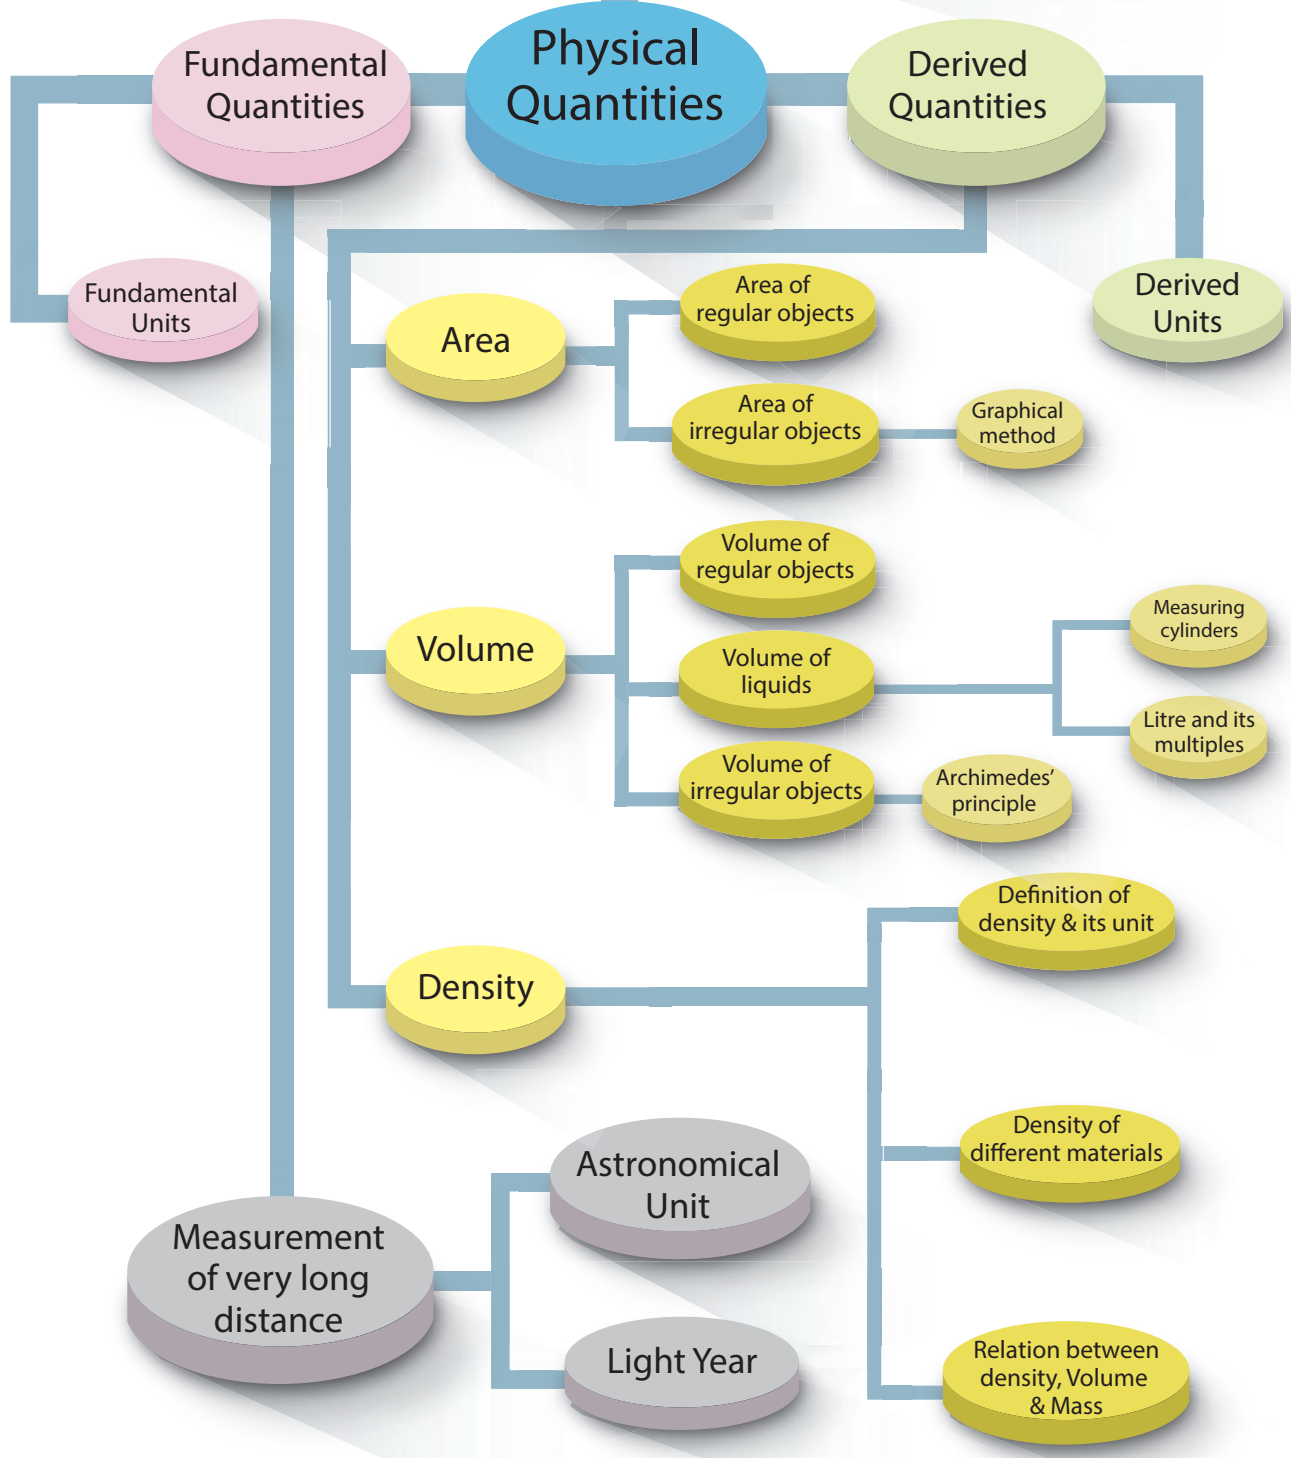 Physical
Quantities
Fundamental
Quantities
Derived
Quantities
Fundamental
Units
Derived
Units
Area
Area of
regular objects
Area of
irregular objects
Graphical
method
Volume
Volume of
regular objects
Volume of
liquids
Measuring
cylinders
Litre and its
multiples
Volume of
irregular objects
Archimedes’
principle
Density
Definition of
density & its unit
Density of
different materials
Relation between
density, Volume
& Mass
Measurement
of very long
distance
Astronomical
Unit
Light Year